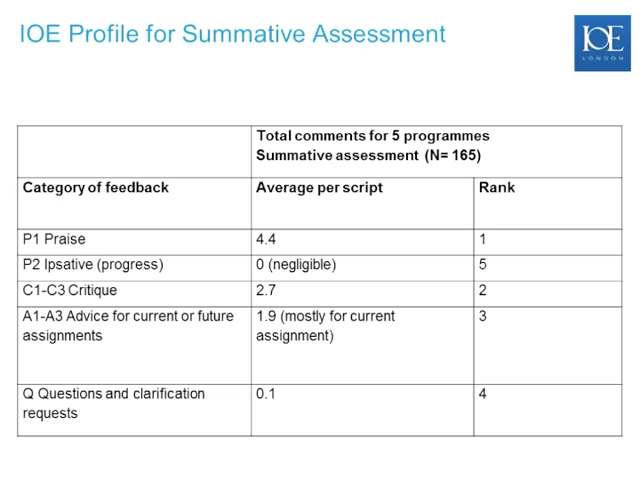 IOE Profile for Summative Assessment
IOE
LONDON
Total comments for 5 programmes
Summative assessment (N= 165)
Category of feedback
Average per script
Rank
P1 Praise
4.4
1
P2 Ipsative (progress)
0 (negligible)
5
C1-C3 Critique
2.7
2
A1-A3 Advice for current or future
assignments
1.9 (mostly for current
assignment)
3
Q Questions and clarification
requests
0.1
4